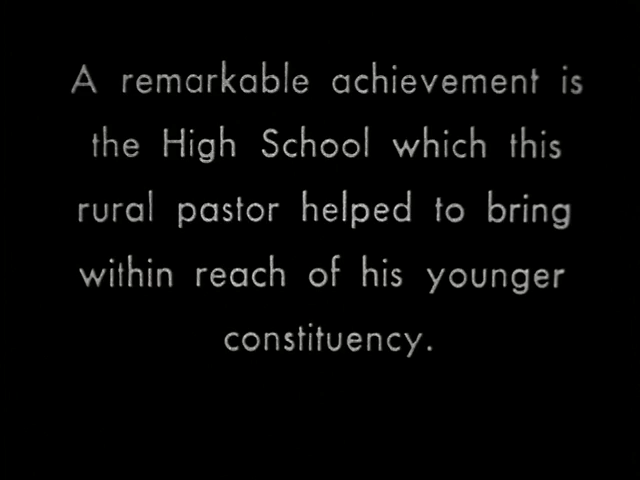 A remarkable achievement is
the High School which this
rural pastor helped to bring
within reach of his younger
constituency.